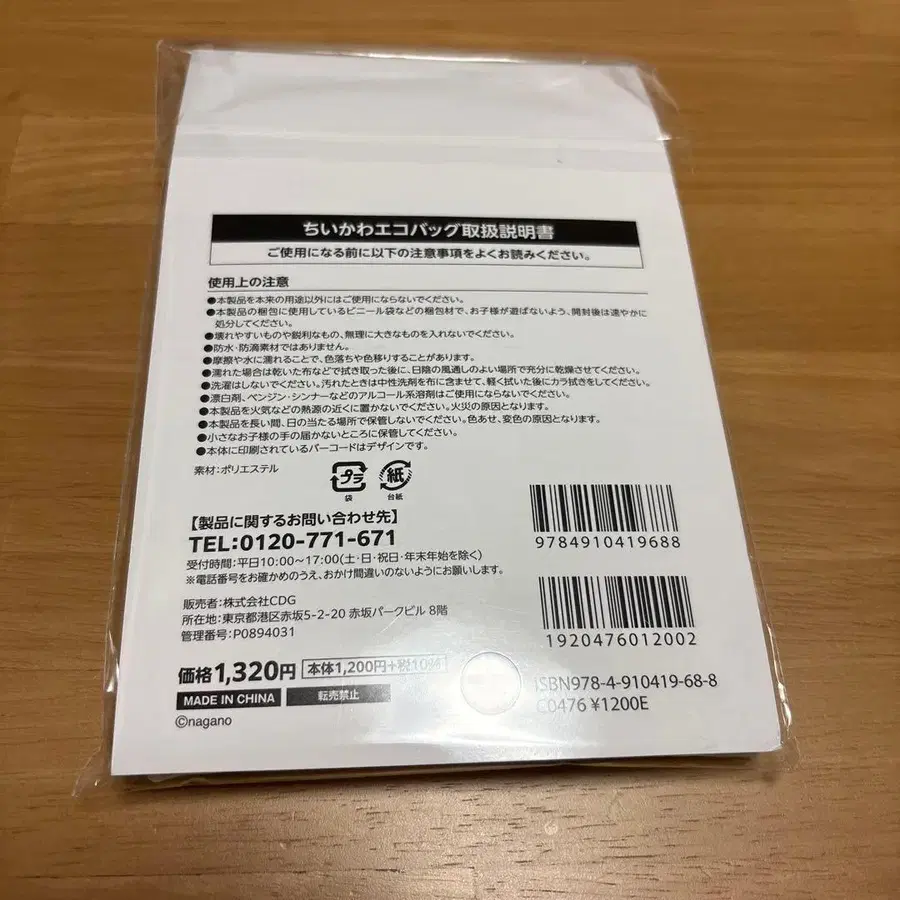 ちいかわエコバッグ取扱説明書
ご使用になる前に以下の注意事項をよくお読みください。
使用上の注意
●本製品を本来の用途以外にはご使用にならないでください。
●本製品の梱包に使用しているビニール袋などの梱包材で、お子様が遊ばないよう、開封後は速やかに
処分してください。
●壊れやすいものや鋭利なもの、無理に大きなものを入れないでください。
●防水・防滴素材ではありません。
●摩擦や水に濡れることで、色落ちや色移りすることがあります。
●濡れた場合は乾いた布などで拭き取った後に、日陰の風通しのよい場所で充分に乾燥させてください。
●洗濯はしないでください。汚れたときは中性洗剤を布に含ませて、軽く拭いた後にカラ拭きをしてください。
●漂白剤、ベンジン・シンナーなどのアルコール系溶剤はご使用にならないでください。
●本製品を火気などの熱源の近くに置かないでください。火災の原因となります。
●本製品を長い間、日の当たる場所で保管しないでください。色あせ、変色の原因となります。
●小さなお子様の手の届かないところに保管してください。
●本体に印刷されているバーコードはデザインです。
素材:ポリエステル
プラ 紙
袋 台紙
【製品に関するお問い合わせ先】
TEL:0120-771-671
受付時間:平日10:00〜17:00(土・日・祝日・年末年始を除く)
※電話番号をお確かめのうえ、おかけ間違いのないようにお願いします。
販売者:株式会社CDG
所在地:東京都港区赤坂5-2-20 赤坂パークビル 8階
管理番号:P0894031
価格1,320円 本体1,200円+税10%
MADE IN CHINA 転売禁止
©nagano
9784910419688
1920476012002
ISBN978-4-910419-68-8
C0476 ¥1200E